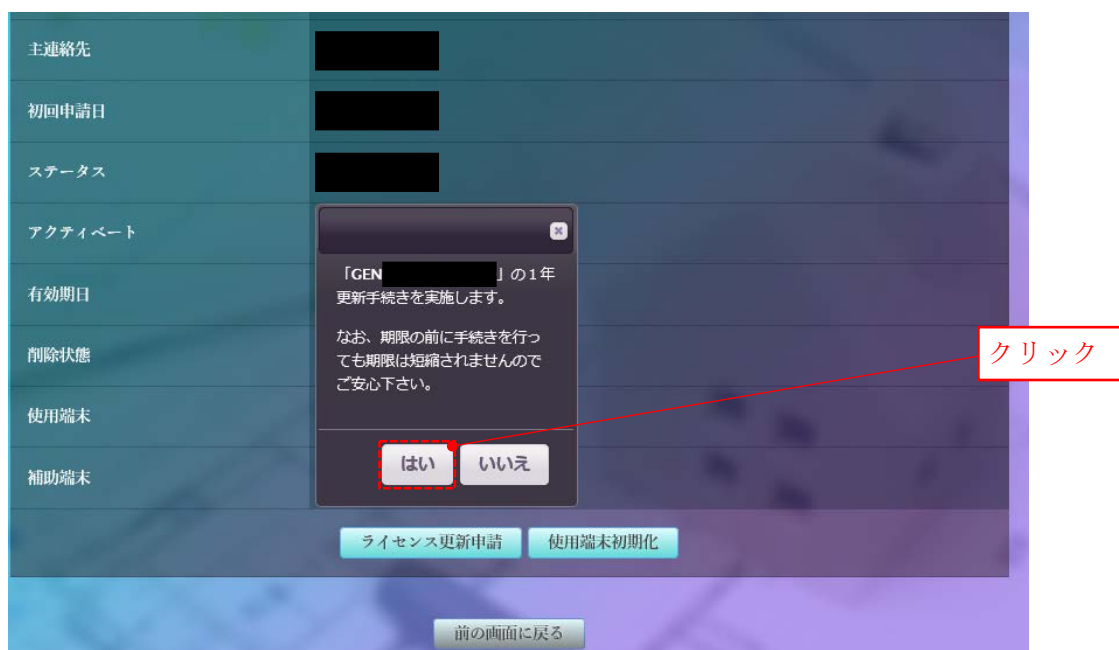 主連絡先
初回申請日
ステータス
アクティベート
有効期日
削除状態
使用端末
補助端末
「GEN
」の1年
更新手続きを実施します。
なお、期限の前に手続きを行っ
ても期限は短縮されませんので
ご安心下さい。
はい いいえ
クリック
ライセンス更新申請 使用端末初期化
前の画面に戻る